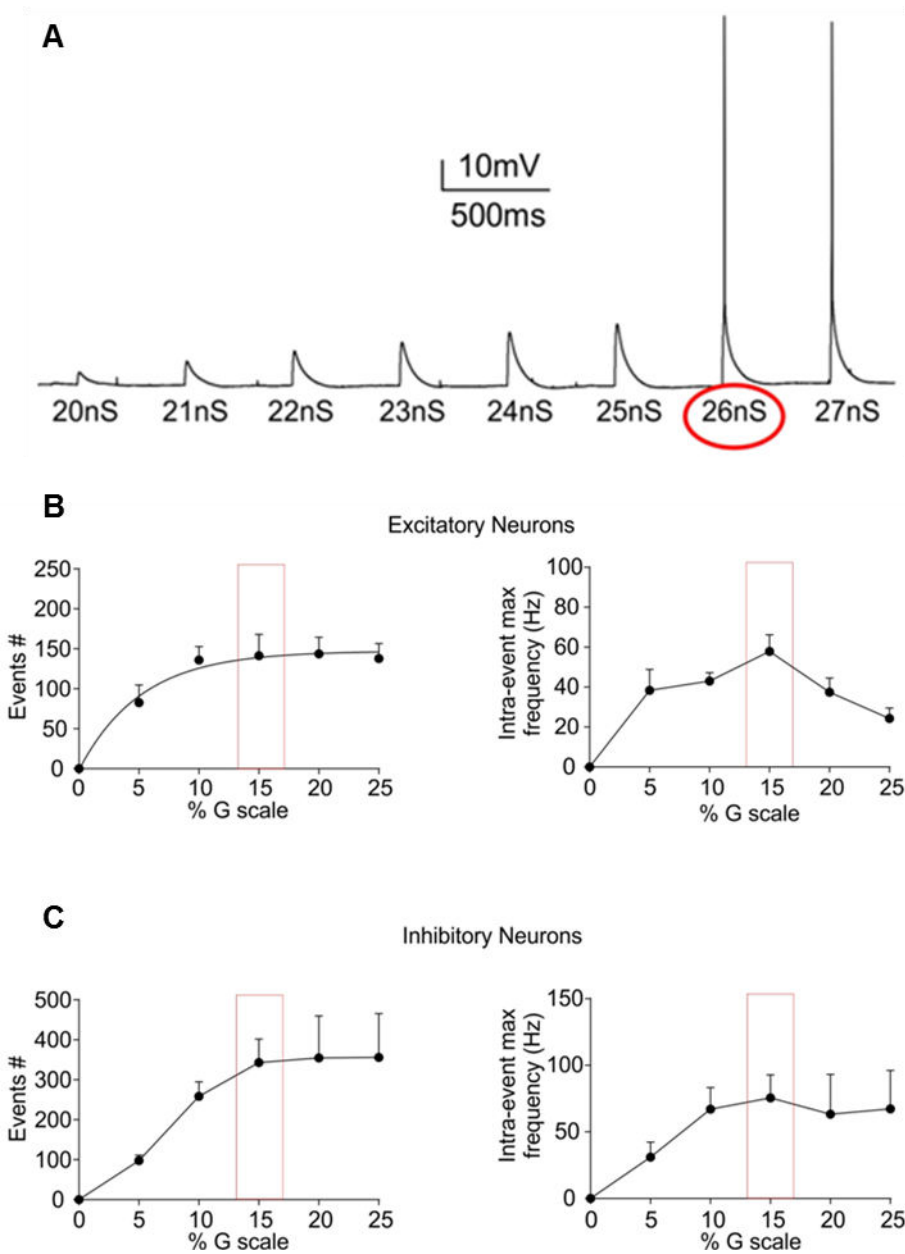 A
10mV
500ms
20nS 21nS 22nS 23nS 24nS 25nS 26nS 27nS
B
Excitatory Neurons
Events #
250
200
150
100
50
0
0 5 10 15 20 25
% G scale
Intra-event max
frequency (Hz)
100
80
60
40
20
0
0 5 10 15 20 25
% G scale
C
Inhibitory Neurons
Events #
500
400
300
200
100
0
0 5 10 15 20 25
% G scale
Intra-event max
frequency (Hz)
150
100
50
0
0 5 10 15 20 25
% G scale